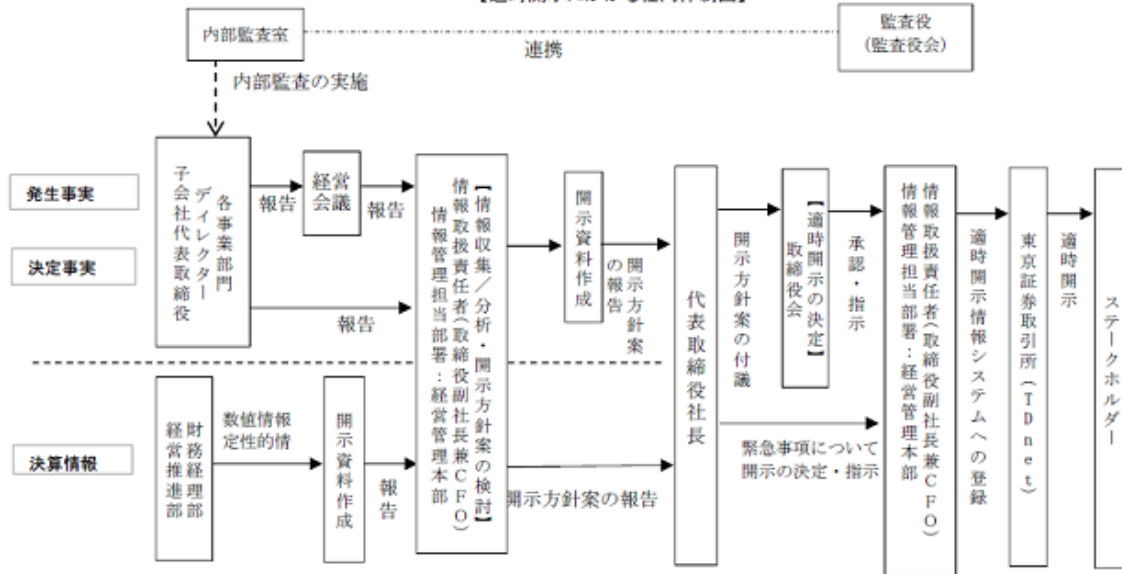 内部監査室
連携
監査役
(監査役会)
内部監査の実施
発生事実
決定事実
決算情報
各事業部門
ディレクター
子会社代表取締役
報告
経営
会議
報告
報告
財務経理部
経営推進部
数値情報
定性的情
開示資料作成
報告
【情報収集/分析・開示方針案の検討】
情報取扱責任者(取締役副社長兼CFO)
情報管理担当部署:経営管理本部
開示資料作成
開示方針案
の報告
開示方針案の報告
代表取締役社長
開示方針案の付議
【適時開示の決定】
取締役会
承認・指示
緊急事項について
開示の決定・指示
情報取扱責任者(取締役副社長兼CFO)
情報管理担当部署:経営管理本部
適時開示情報システムへの登録
東京証券取引所(TDnet)
適時開示
ステークホルダー